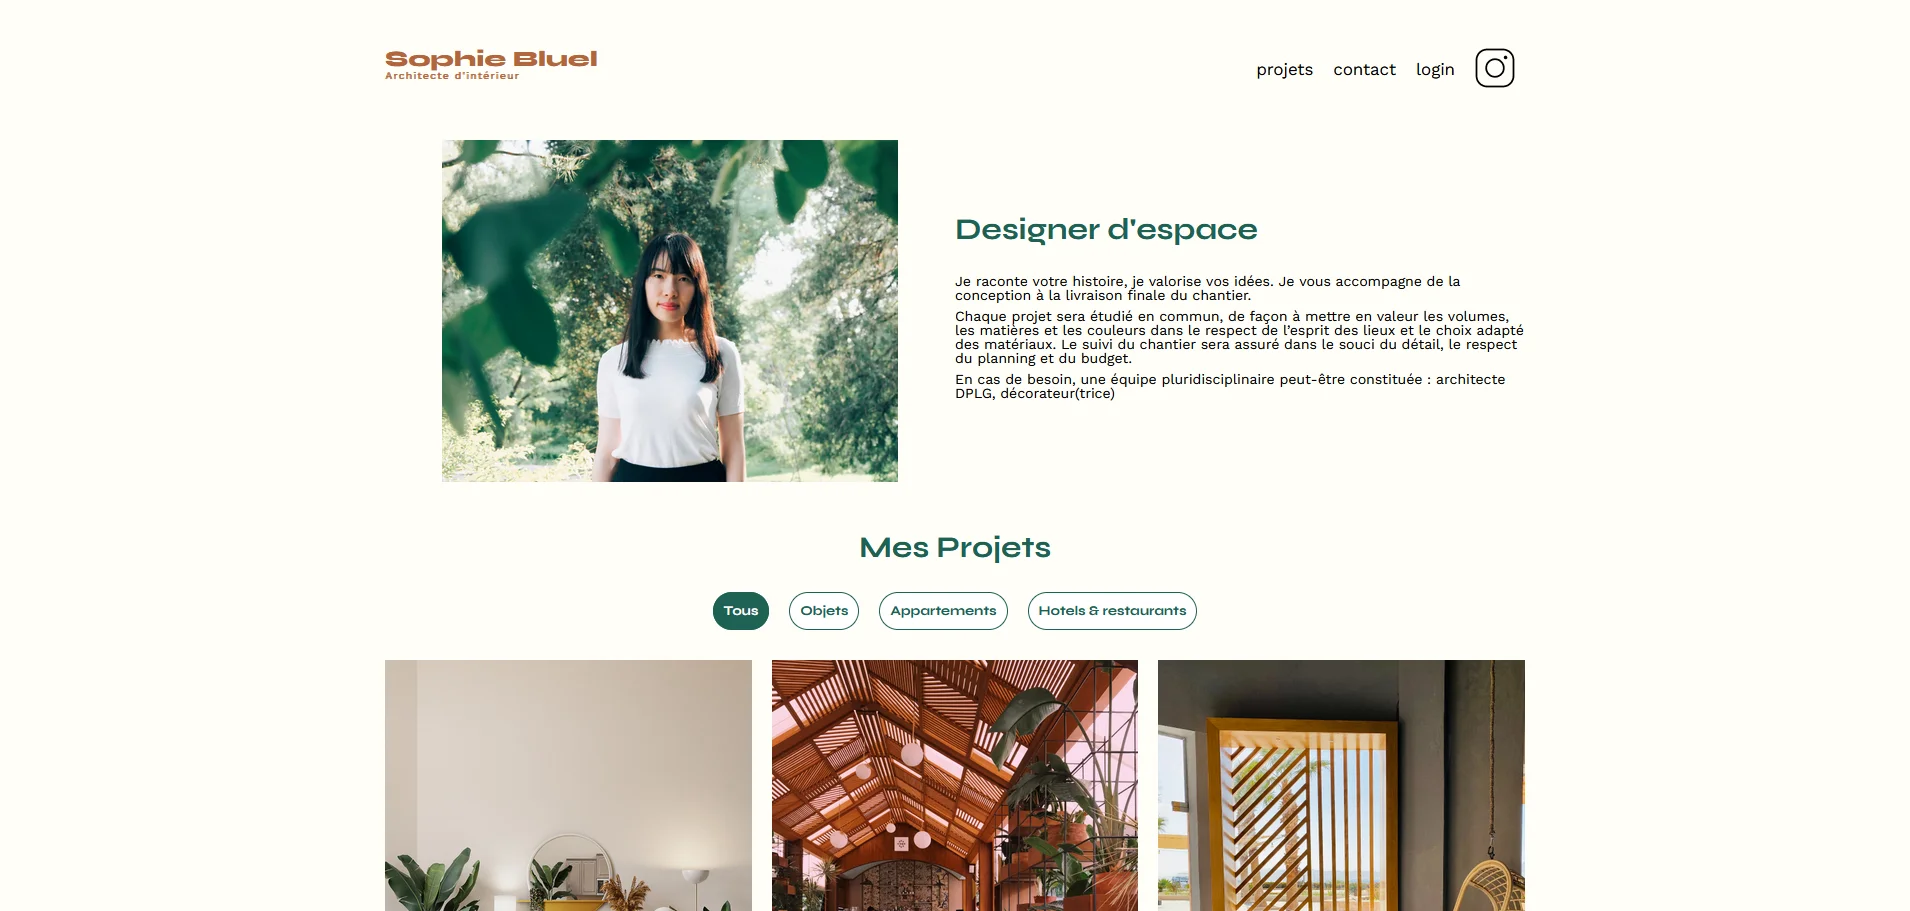 Sophie Bluel
Architecte d'intérieur
projets contact login
Designer d'espace
Je raconte votre histoire, je valorise vos idées. Je vous accompagne de la
conception à la livraison finale du chantier.
Chaque projet sera étudié en commun, de façon à mettre en valeur les volumes,
les matières et les couleurs dans le respect de l’esprit des lieux et le choix adapté
des matériaux. Le suivi du chantier sera assuré dans le souci du détail, le respect
du planning et du budget.
En cas de besoin, une équipe pluridisciplinaire peut-être constituée : architecte
DPLG, décorateur(trice)
Mes Projets
Tous Objets Appartements Hotels & restaurants